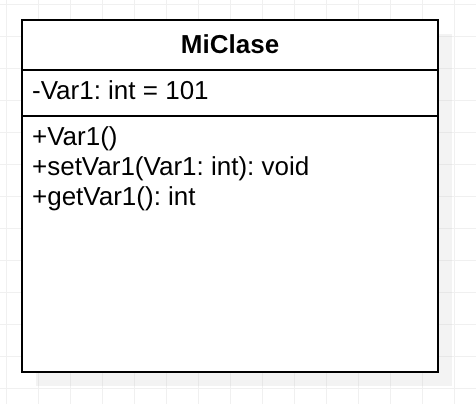 MiClase
-Var1: int = 101
+Var1()
+setVar1(Var1: int): void
+getVar1(): int